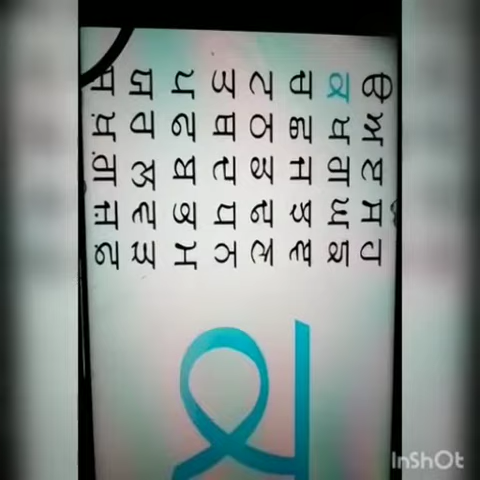 ੳ ਅ ੲ ਸ ਹ
ਕ ਖ ਗ ਘ ਙ
ਚ ਛ ਜ ਝ ਞ
ਟ ਠ ਡ ਢ ਣ
ਤ ਥ ਦ ਧ ਨ
ਪ ਫ ਬ ਭ ਮ
ਯ ਰ ਲ ਵ ੜ
ਸ਼ ਖ਼ ਗ਼ ਜ਼ ਫ਼
ਕ
InShOt